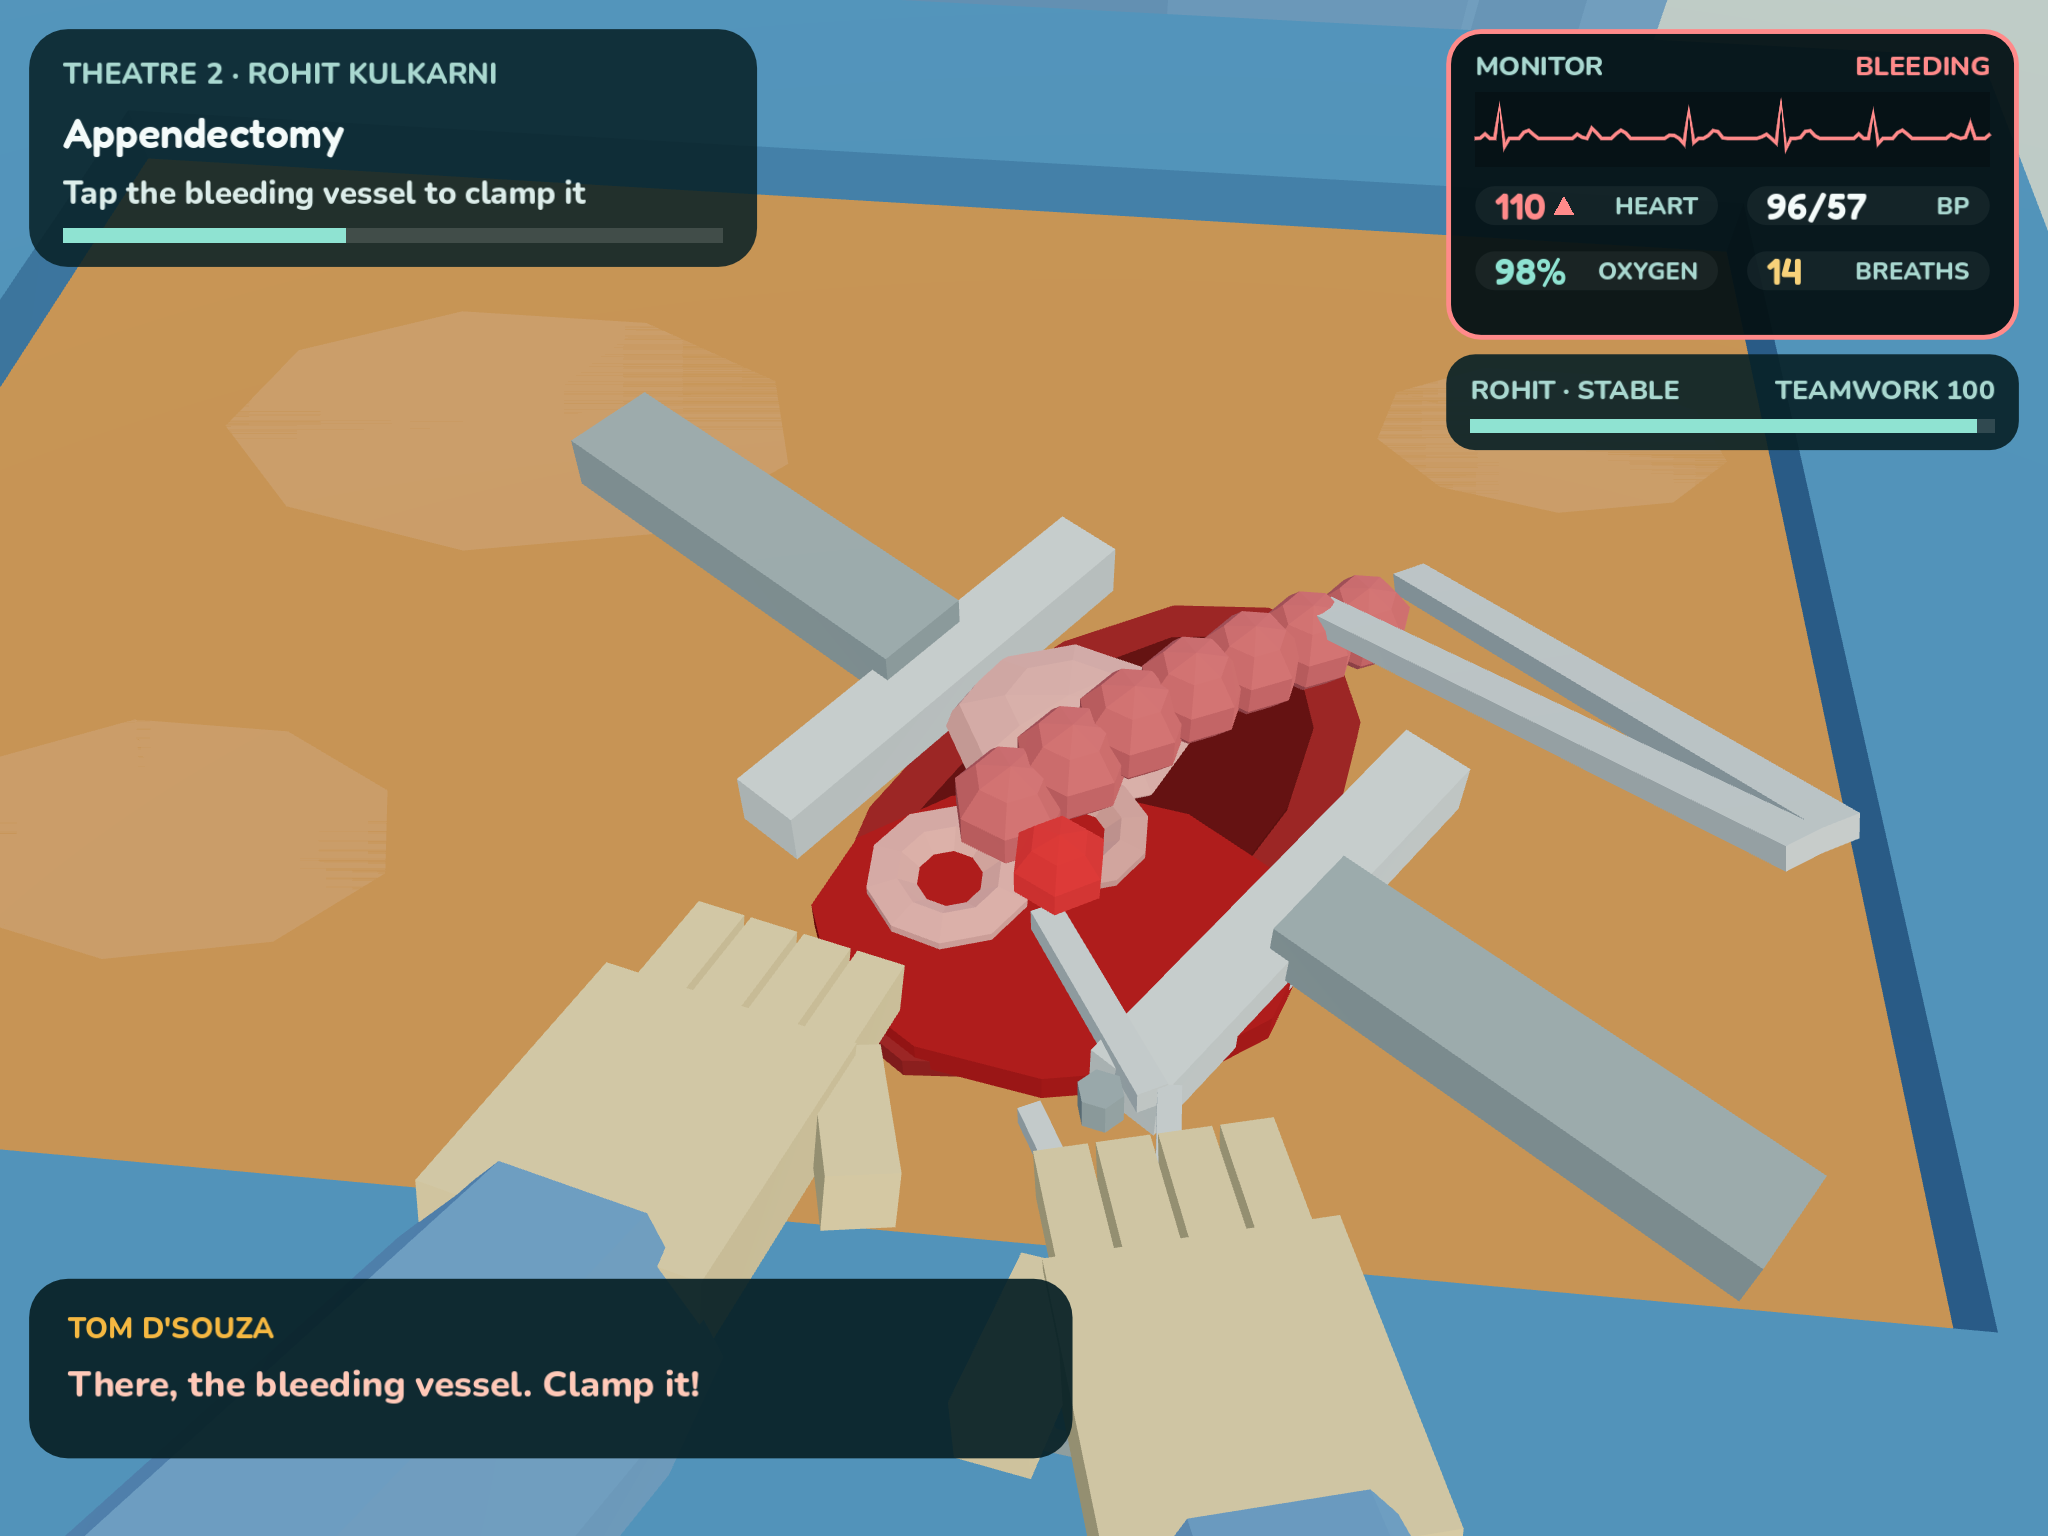 THEATRE 2 · ROHIT KULKARNI
Appendectomy
Tap the bleeding vessel to clamp it
MONITOR BLEEDING
110 ▲ HEART 96/57 BP
98% OXYGEN 14 BREATHS
ROHIT · STABLE TEAMWORK 100
TOM D'SOUZA
There, the bleeding vessel. Clamp it!